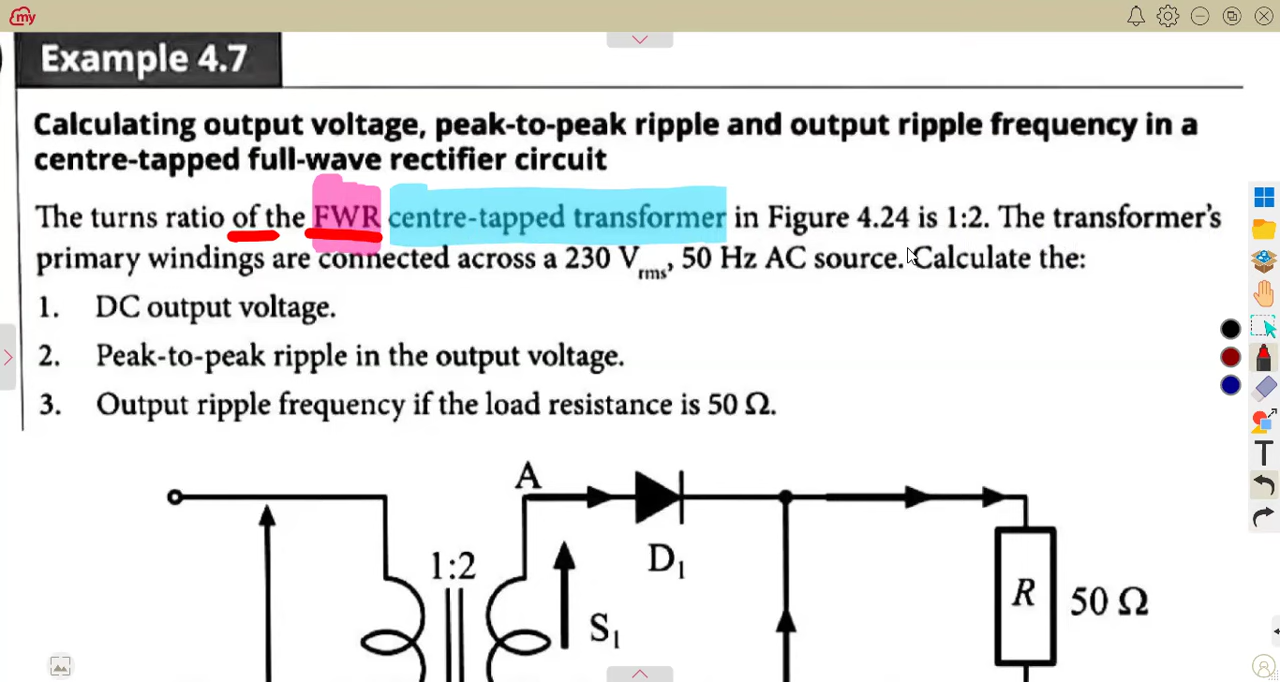 my
Example 4.7
Calculating output voltage, peak-to-peak ripple and output ripple frequency in a
centre-tapped full-wave rectifier circuit
The turns ratio of the FWR centre-tapped transformer in Figure 4.24 is 1:2. The transformer's
primary windings are connected across a 230 Vrms, 50 Hz AC source. Calculate the:
1. DC output voltage.
2. Peak-to-peak ripple in the output voltage.
3. Output ripple frequency if the load resistance is 50 Ω.
A
1:2
D1
S1
R
50 Ω
T